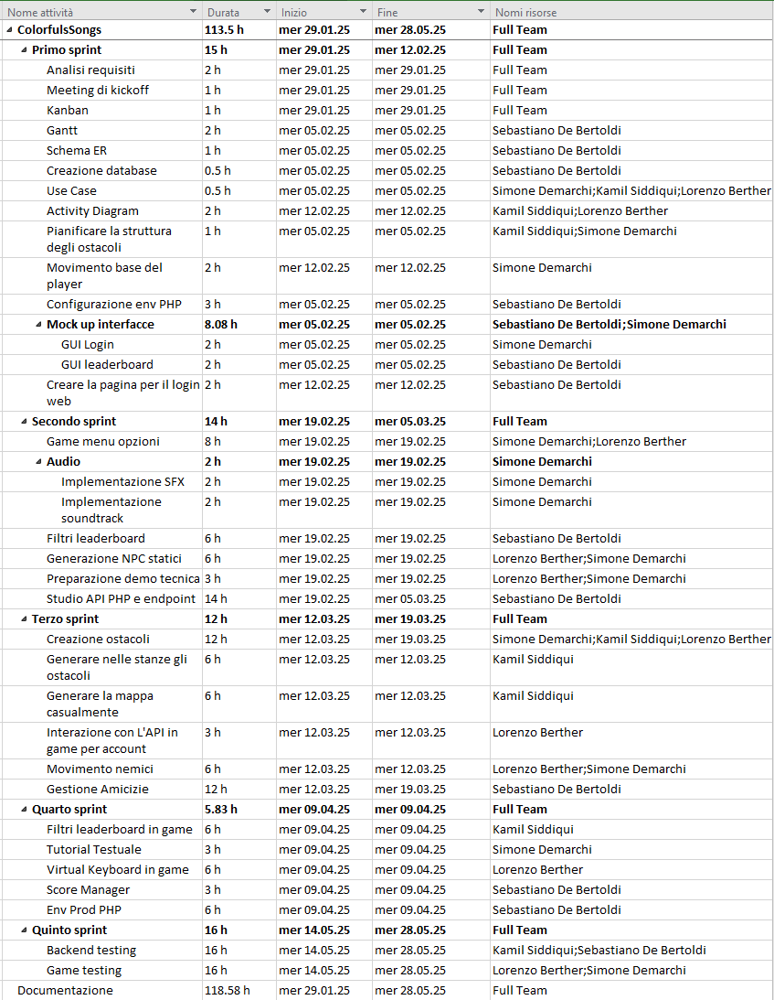 Nome attività Durata Inizio Fine Nomi risorse
ColorfulsSongs 113.5 h mer 29.01.25 mer 28.05.25 Full Team
Primo sprint 15 h mer 29.01.25 mer 12.02.25 Full Team
Analisi requisiti 2 h mer 29.01.25 mer 29.01.25 Full Team
Meeting di kickoff 1 h mer 29.01.25 mer 29.01.25 Full Team
Kanban 1 h mer 29.01.25 mer 29.01.25 Full Team
Gantt 2 h mer 05.02.25 mer 05.02.25 Sebastiano De Bertoldi
Schema ER 1 h mer 05.02.25 mer 05.02.25 Sebastiano De Bertoldi
Creazione database 0.5 h mer 05.02.25 mer 05.02.25 Sebastiano De Bertoldi
Use Case 0.5 h mer 05.02.25 mer 05.02.25 Simone Demarchi;Kamil Siddiqui;Lorenzo Berther
Activity Diagram 2 h mer 12.02.25 mer 12.02.25 Kamil Siddiqui;Lorenzo Berther
Pianificare la struttura 1 h mer 05.02.25 mer 05.02.25 Kamil Siddiqui;Simone Demarchi
degli ostacoli
Movimento base del 2 h mer 12.02.25 mer 12.02.25 Simone Demarchi
player
Configurazione env PHP 3 h mer 05.02.25 mer 05.02.25 Sebastiano De Bertoldi
Mock up interfacce 8.08 h mer 05.02.25 mer 05.02.25 Sebastiano De Bertoldi;Simone Demarchi
GUI Login 2 h mer 05.02.25 mer 05.02.25 Simone Demarchi
GUI leaderboard 2 h mer 05.02.25 mer 05.02.25 Sebastiano De Bertoldi
Creare la pagina per il login 2 h mer 12.02.25 mer 12.02.25 Sebastiano De Bertoldi
web
Secondo sprint 14 h mer 19.02.25 mer 05.03.25 Full Team
Game menu opzioni 8 h mer 19.02.25 mer 19.02.25 Simone Demarchi;Lorenzo Berther
Audio 2 h mer 19.02.25 mer 19.02.25 Simone Demarchi
Implementazione SFX 2 h mer 19.02.25 mer 19.02.25 Simone Demarchi
Implementazione 2 h mer 19.02.25 mer 19.02.25 Simone Demarchi
soundtrack
Filtri leaderboard 6 h mer 19.02.25 mer 19.02.25 Sebastiano De Bertoldi
Generazione NPC statici 6 h mer 19.02.25 mer 19.02.25 Lorenzo Berther;Simone Demarchi
Preparazione demo tecnica 3 h mer 19.02.25 mer 19.02.25 Lorenzo Berther;Simone Demarchi
Studio API PHP e endpoint 14 h mer 19.02.25 mer 05.03.25 Sebastiano De Bertoldi
Terzo sprint 12 h mer 12.03.25 mer 19.03.25 Full Team
Creazione ostacoli 12 h mer 12.03.25 mer 19.03.25 Simone Demarchi;Kamil Siddiqui;Lorenzo Berther
Generare nelle stanze gli 6 h mer 12.03.25 mer 12.03.25 Kamil Siddiqui
ostacoli
Generare la mappa 6 h mer 12.03.25 mer 12.03.25 Kamil Siddiqui
casualmente
Interazione con L'API in 3 h mer 12.03.25 mer 12.03.25 Lorenzo Berther
game per account
Movimento nemici 6 h mer 12.03.25 mer 12.03.25 Lorenzo Berther;Simone Demarchi
Gestione Amicizie 12 h mer 12.03.25 mer 19.03.25 Sebastiano De Bertoldi
Quarto sprint 5.83 h mer 09.04.25 mer 09.04.25 Full Team
Filtri leaderboard in game 6 h mer 09.04.25 mer 09.04.25 Kamil Siddiqui
Tutorial Testuale 3 h mer 09.04.25 mer 09.04.25 Simone Demarchi
Virtual Keyboard in game 6 h mer 09.04.25 mer 09.04.25 Lorenzo Berther
Score Manager 3 h mer 09.04.25 mer 09.04.25 Sebastiano De Bertoldi
Env Prod PHP 6 h mer 09.04.25 mer 09.04.25 Sebastiano De Bertoldi
Quinto sprint 16 h mer 14.05.25 mer 28.05.25 Full Team
Backend testing 16 h mer 14.05.25 mer 28.05.25 Kamil Siddiqui;Sebastiano De Bertoldi
Game testing 16 h mer 14.05.25 mer 28.05.25 Lorenzo Berther;Simone Demarchi
Documentazione 118.58 h mer 29.01.25 mer 28.05.25 Full Team